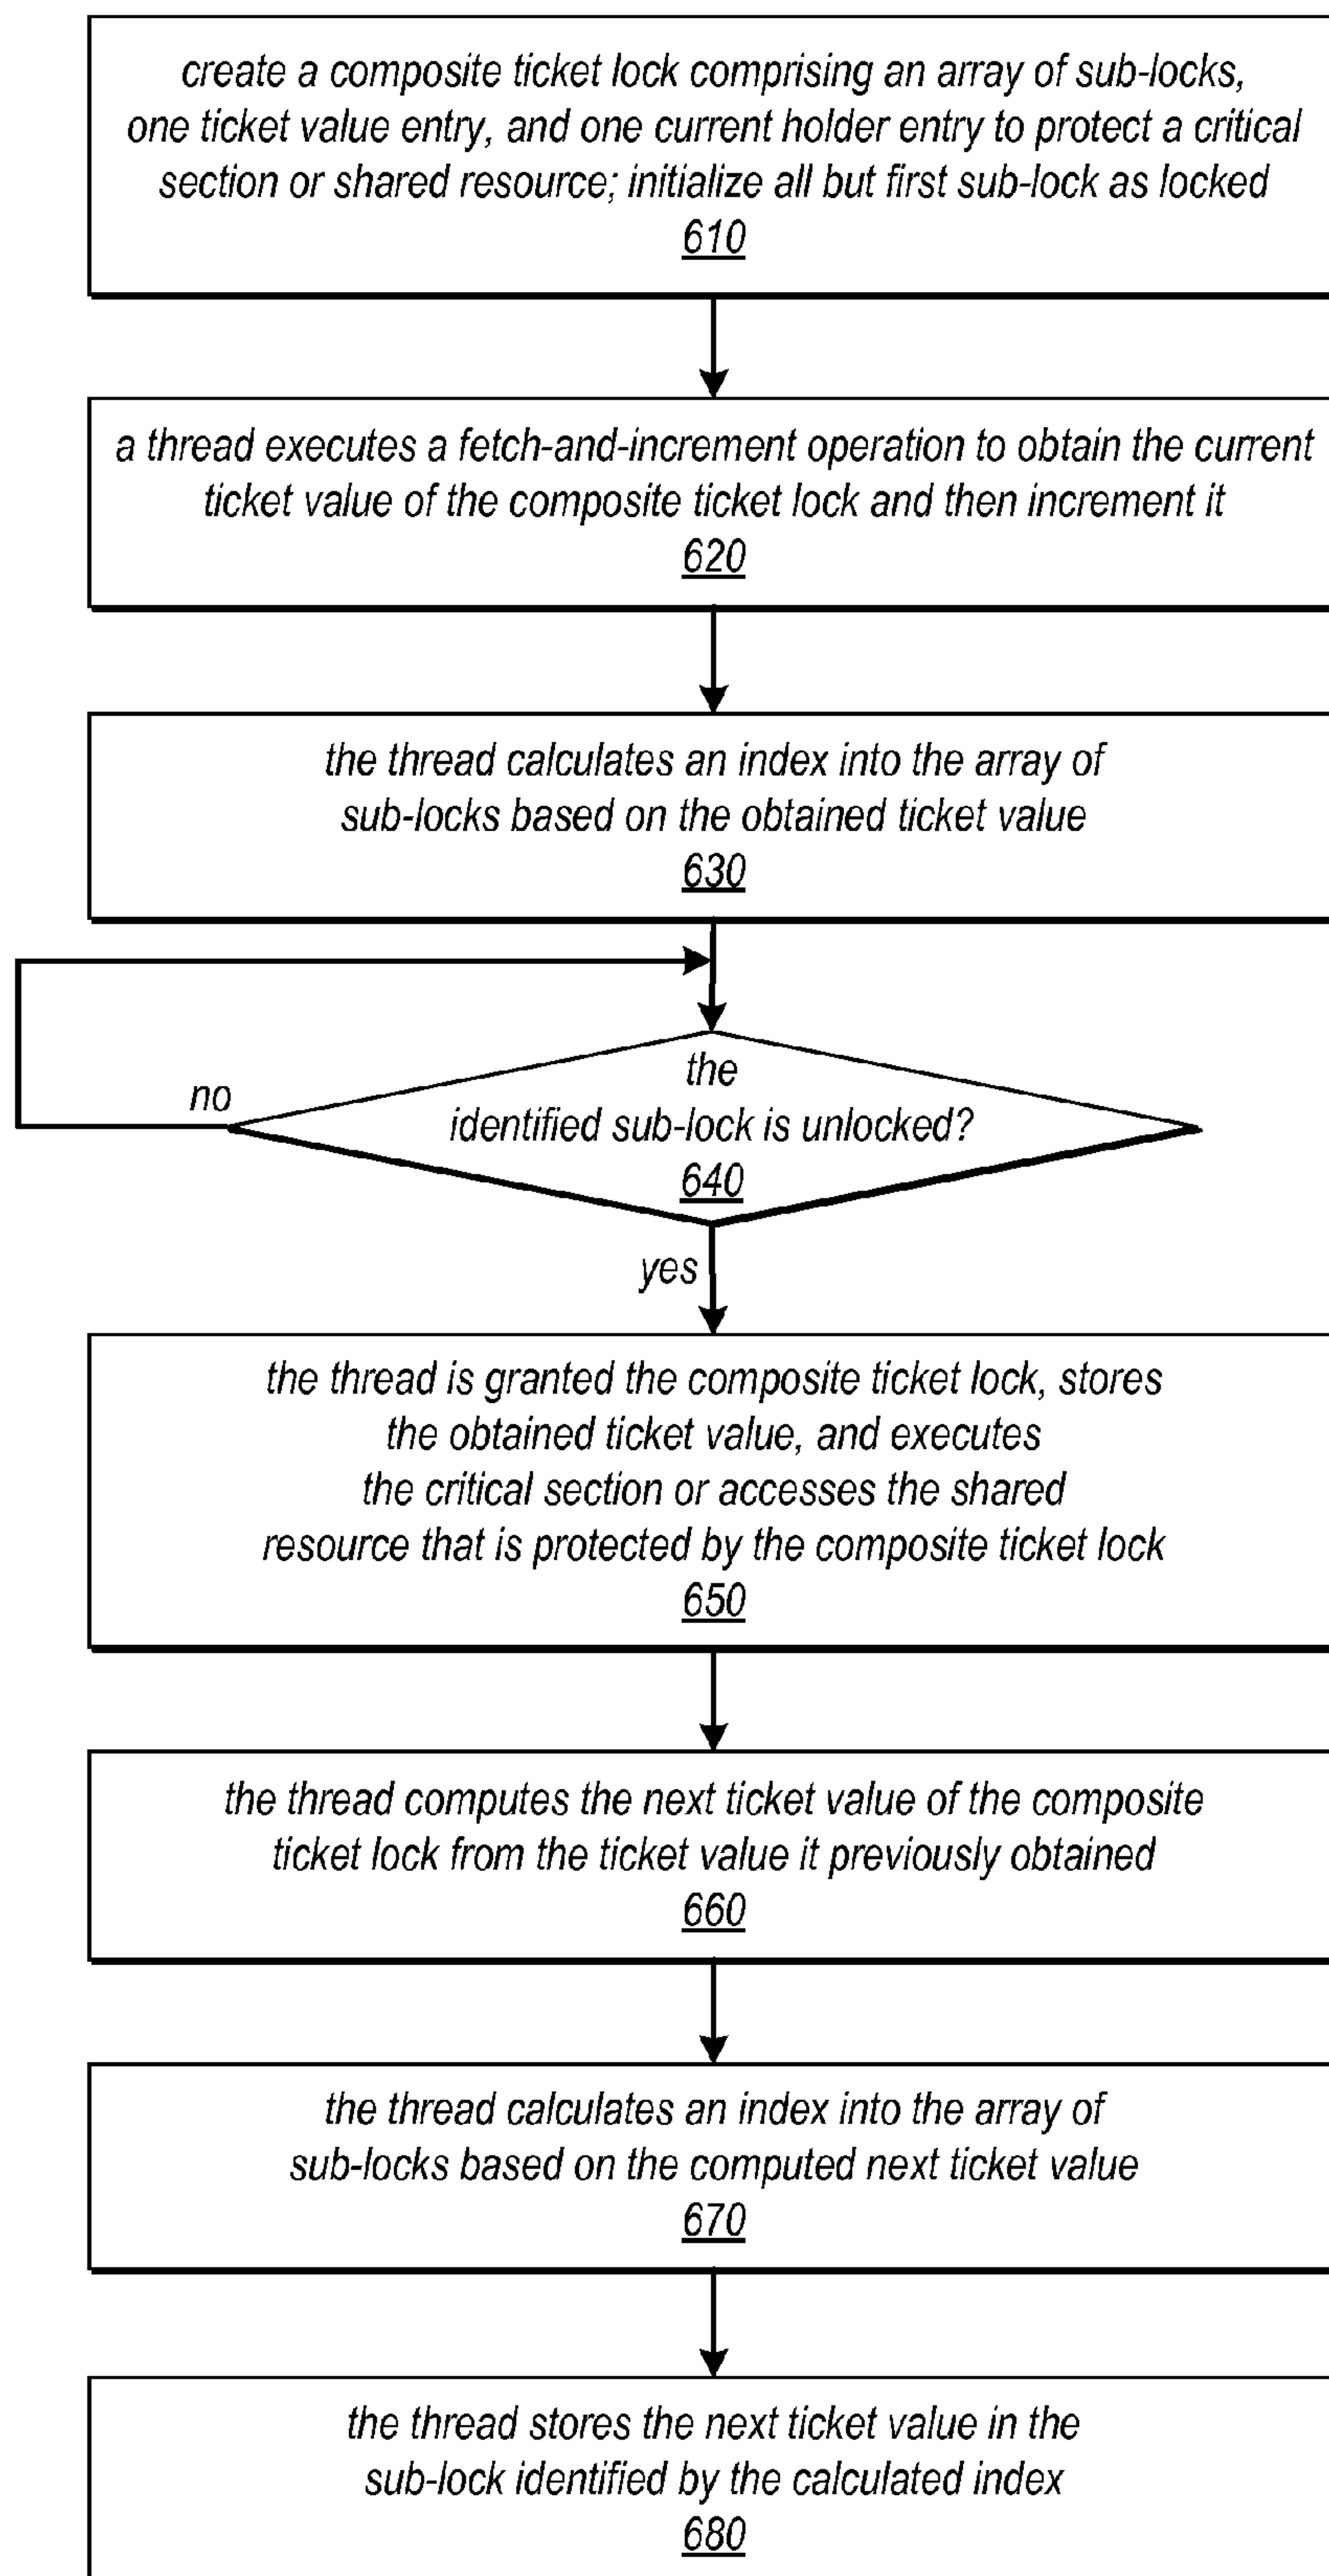 create a composite ticket lock comprising an array of sub-locks,
one ticket value entry, and one current holder entry to protect a critical
section or shared resource; initialize all but first sub-lock as locked
610
a thread executes a fetch-and-increment operation to obtain the current
ticket value of the composite ticket lock and then increment it
620
the thread calculates an index into the array of
sub-locks based on the obtained ticket value
630
the
identified sub-lock is unlocked?
640
no
yes
the thread is granted the composite ticket lock, stores
the obtained ticket value, and executes
the critical section or accesses the shared
resource that is protected by the composite ticket lock
650
the thread computes the next ticket value of the composite
ticket lock from the ticket value it previously obtained
660
the thread calculates an index into the array of
sub-locks based on the computed next ticket value
670
the thread stores the next ticket value in the
sub-lock identified by the calculated index
680